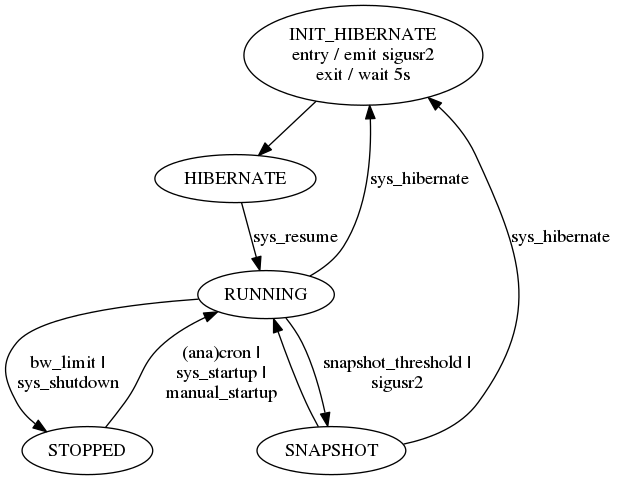 INIT_HIBERNATE
entry / emit sigusr2
exit / wait 5s
HIBERNATE
sys_hibernate
sys_resume
sys_hibernate
RUNNING
bw_limit |
sys_shutdown
(ana)cron |
sys_startup |
manual_startup
snapshot_threshold |
sigusr2
STOPPED
SNAPSHOT